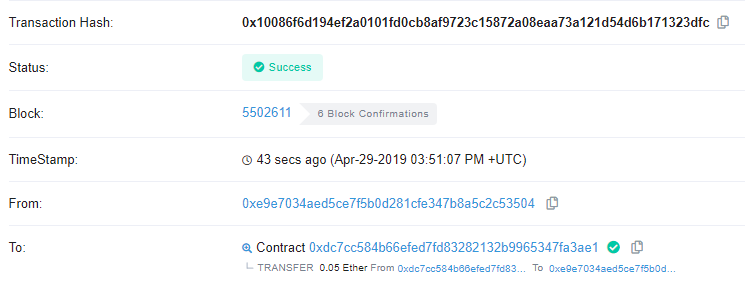 Transaction Hash: 0x10086f6d194ef2a0101fd0cb8af9723c15872a08eaa73a121d54d6b171323dfc
Status: Success
Block: 5502611 6 Block Confirmations
TimeStamp: 43 secs ago (Apr-29-2019 03:51:07 PM +UTC)
From: 0xe9e7034aed5ce7f5b0d281cfe347b8a5c2c53504
To: Contract 0xdc7cc584b66efed7fd83282132b9965347fa3ae1
TRANSFER 0.05 Ether From 0xdc7cc584b66efed7fd83... To 0xe9e7034aed5ce7f5b0d...